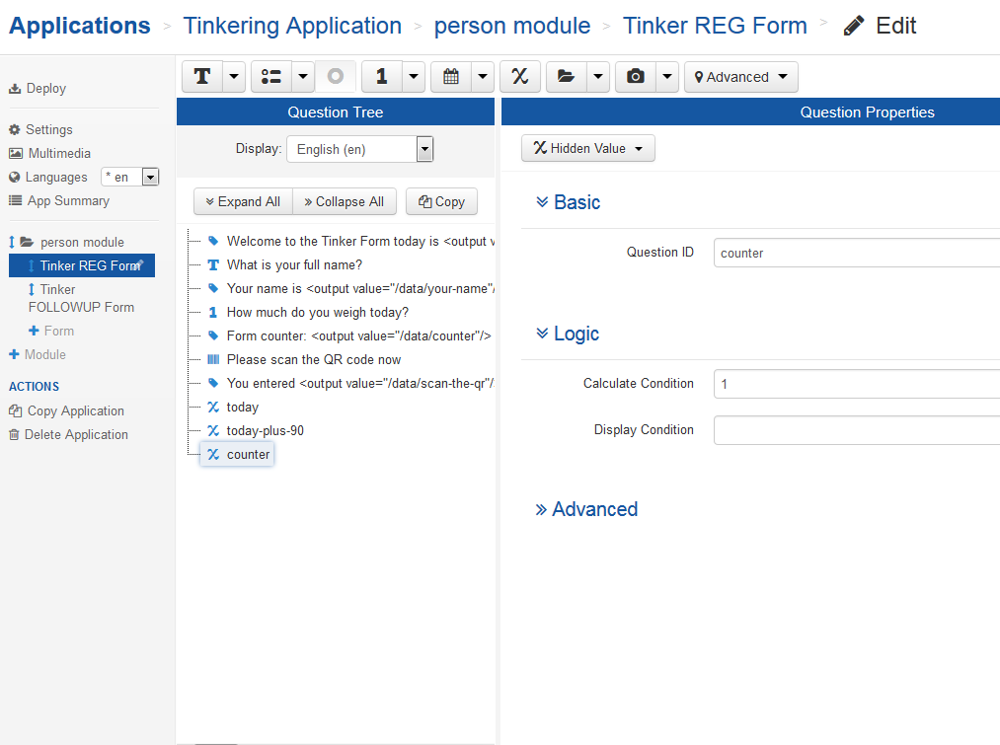 Applications > Tinkering Application > person module > Tinker REG Form > Edit
Deploy
Settings
Multimedia
Languages * en
App Summary
person module
Tinker REG Form
Tinker
FOLLOWUP Form
Form
Module
ACTIONS
Copy Application
Delete Application
T 1 Advanced
Question Tree
Display: English (en)
Expand All Collapse All Copy
Welcome to the Tinker Form today is <output v
What is your full name?
Your name is <output value="/data/your-name"/
1 How much do you weigh today?
Form counter: <output value="/data/counter"/>
Please scan the QR code now
You entered <output value="/data/scan-the-qr"/
today
today-plus-90
counter
Question Properties
Hidden Value
Basic
Question ID counter
Logic
Calculate Condition 1
Display Condition
Advanced